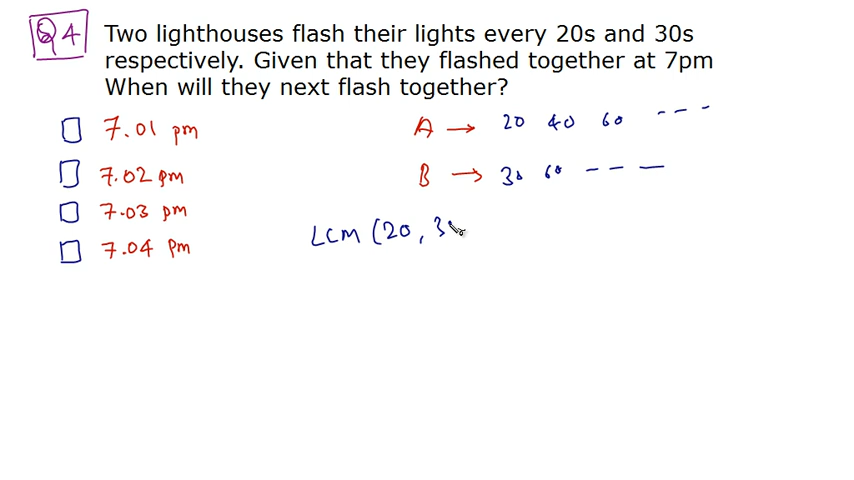 Q4 Two lighthouses flash their lights every 20s and 30s
respectively. Given that they flashed together at 7pm
When will they next flash together?
7.01 pm
7.02 pm
7.03 pm
7.04 pm
A → 20 40 60 - - -
B → 30 60 - - —
LCM (20, 30